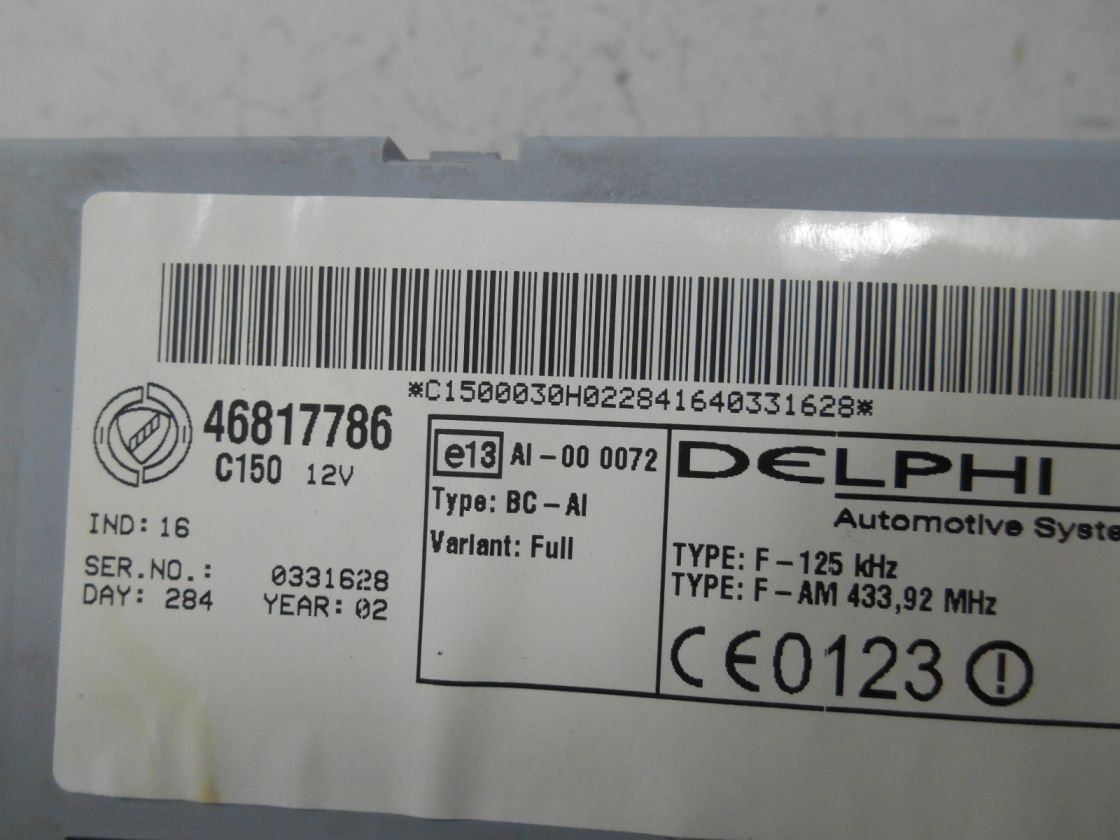 *C1500030H022841640331628*
46817786
C150 12V
IND: 16
SER.NO.: 0331628
DAY: 284 YEAR: 02
e13 AI-00 0072
Type: BC-AI
Variant: Full
DELPHI
Automotive Syste
TYPE: F-125 kHz
TYPE: F-AM 433,92 MHz
CE0123